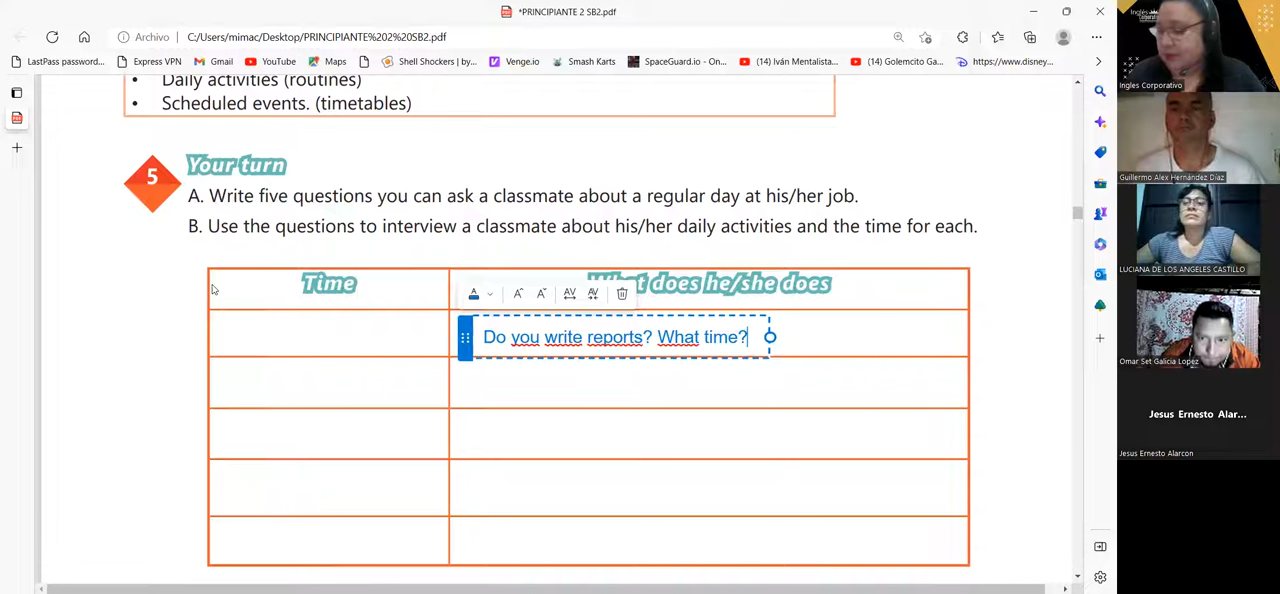 *PRINCIPIANTE 2 SB2.pdf
Archivo
C:/Users/mimac/Desktop/PRINCIPIANTE%202%20SB2.pdf
LastPass password...
Express VPN
Gmail
YouTube
Maps
Shell Shockers | by...
Venge.io
Smash Karts
SpaceGuard.io - On...
(14) Iván Mentalista...
(14) Golemcito Ga...
https://www.disney...
• Daily activities (routines)
• Scheduled events. (timetables)
5
Your turn
A. Write five questions you can ask a classmate about a regular day at his/her job.
B. Use the questions to interview a classmate about his/her daily activities and the time for each.
Time
t does he/she does
Do you write reports? What time?
Inglés
Ingles Corporativo
Guillermo Alex Hernández Díaz
LUCIANA DE LOS ANGELES CASTILLO
Omar Set Galicia Lopez
Jesus Ernesto Alar...
Jesus Ernesto Alarcon